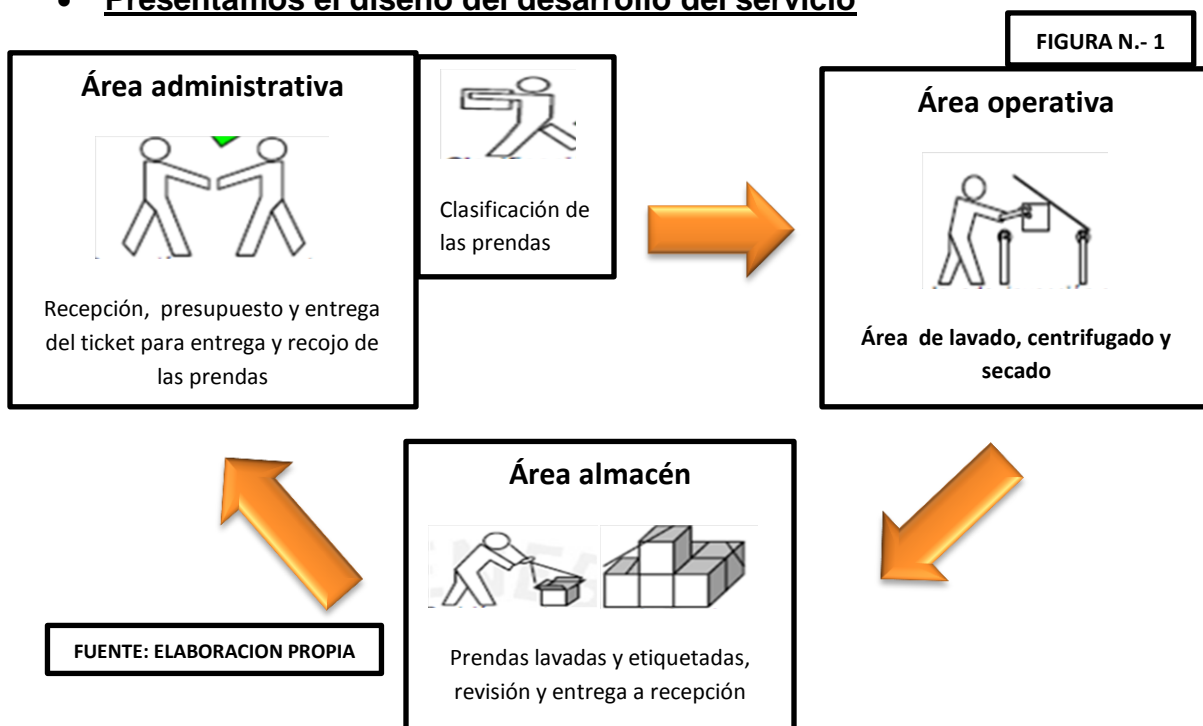 • Presentamos el diseño del desarrollo del servicio
FIGURA N.- 1
Área administrativa
Recepción, presupuesto y entrega
del ticket para entrega y recojo de
las prendas
Clasificación de
las prendas
Área operativa
Área de lavado, centrifugado y
secado
Área almacén
Prendas lavadas y etiquetadas,
revisión y entrega a recepción
FUENTE: ELABORACION PROPIA